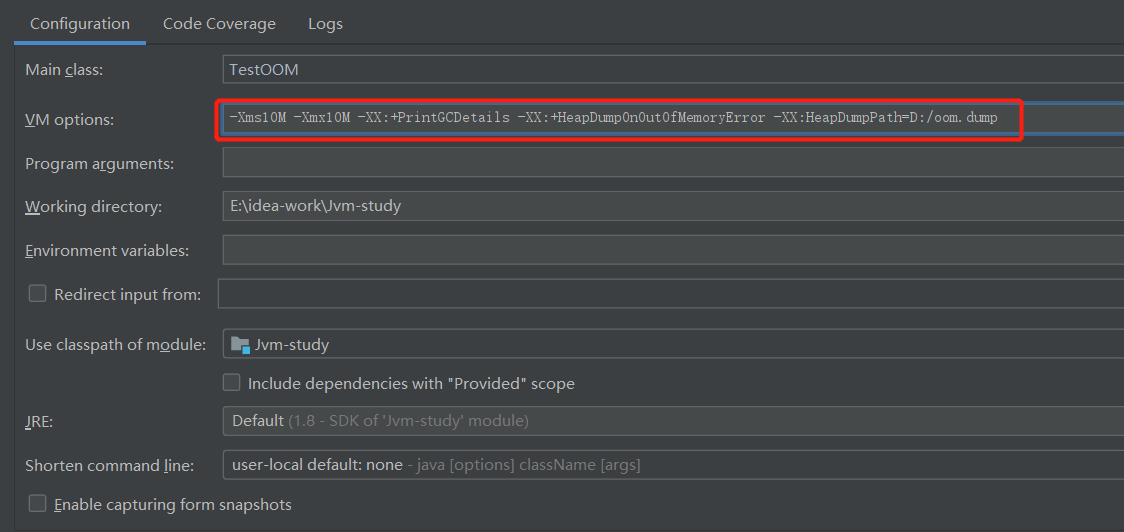 Configuration Code Coverage Logs
Main class: TestOOM
VM options: -Xms10M -Xmx10M -XX:+PrintGCDetails -XX:+HeapDumpOnOutOfMemoryError -XX:HeapDumpPath=D:/oom.dump
Program arguments:
Working directory: E:\idea-work\Jvm-study
Environment variables:
Redirect input from:
Use classpath of module: Jvm-study
Include dependencies with "Provided" scope
JRE: Default (1.8 - SDK of 'Jvm-study' module)
Shorten command line: user-local default: none - java [options] className [args]
Enable capturing form snapshots